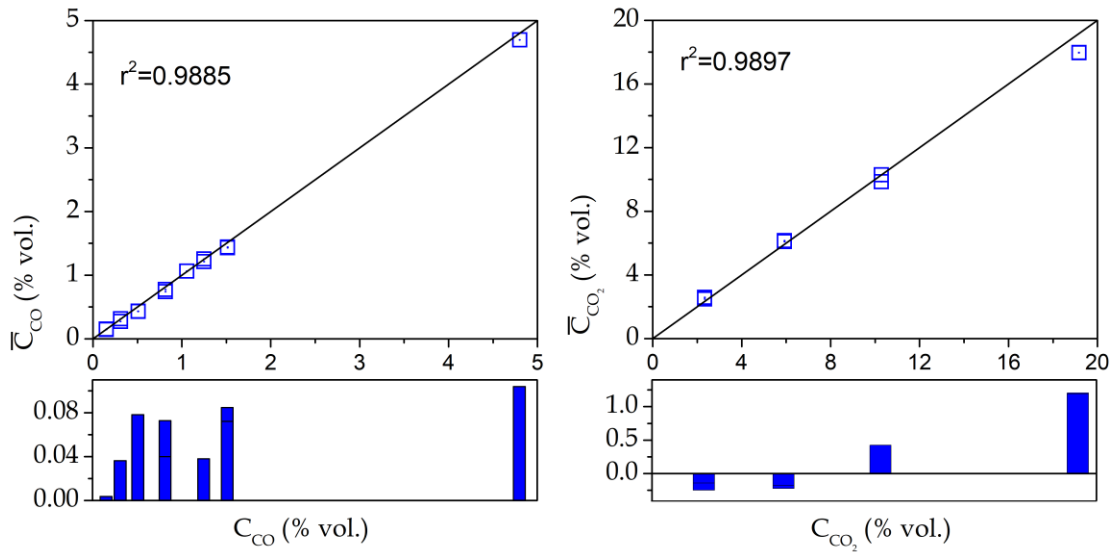 5
4
3
2
1
0
C̅CO (% vol.)
r²=0.9885
0 1 2 3 4 5
0.08
0.04
0.00
C_CO (% vol.)
20
16
12
8
4
0
C̅CO₂ (% vol.)
r²=0.9897
0 4 8 12 16 20
1.0
0.5
0.0
C_CO₂ (% vol.)